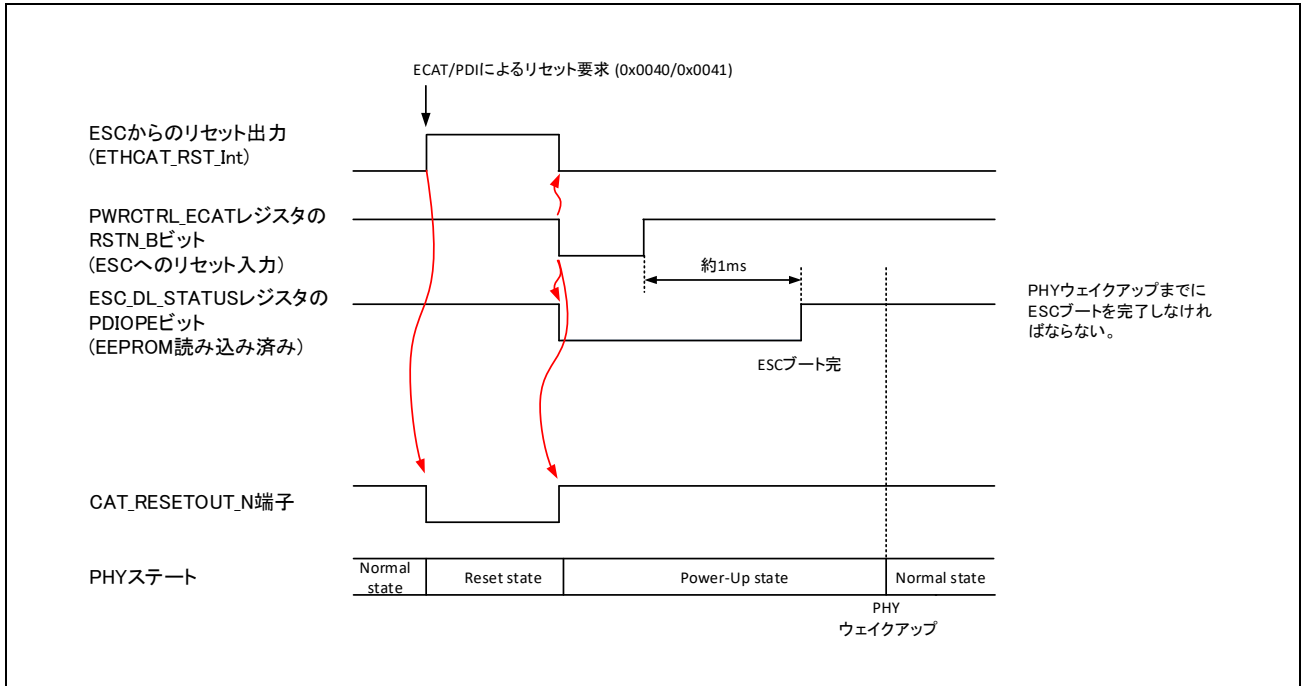 ECAT/PDIによるリセット要求 (0x0040/0x0041)
ESCからのリセット出力
(ETHCAT_RST_Int)
PWRCTRL_ECATレジスタの
RSTN_Bビット
(ESCへのリセット入力)
約1ms
ESC_DL_STATUSレジスタの
PDIOPEビット
(EEPROM読み込み済み)
PHYウェイクアップまでに
ESCブートを完了しなけれ
ばならない。
ESCブート完
CAT_RESETOUT_N端子
PHYステート
Normal
state
Reset state
Power-Up state
Normal state
PHY
ウェイクアップ